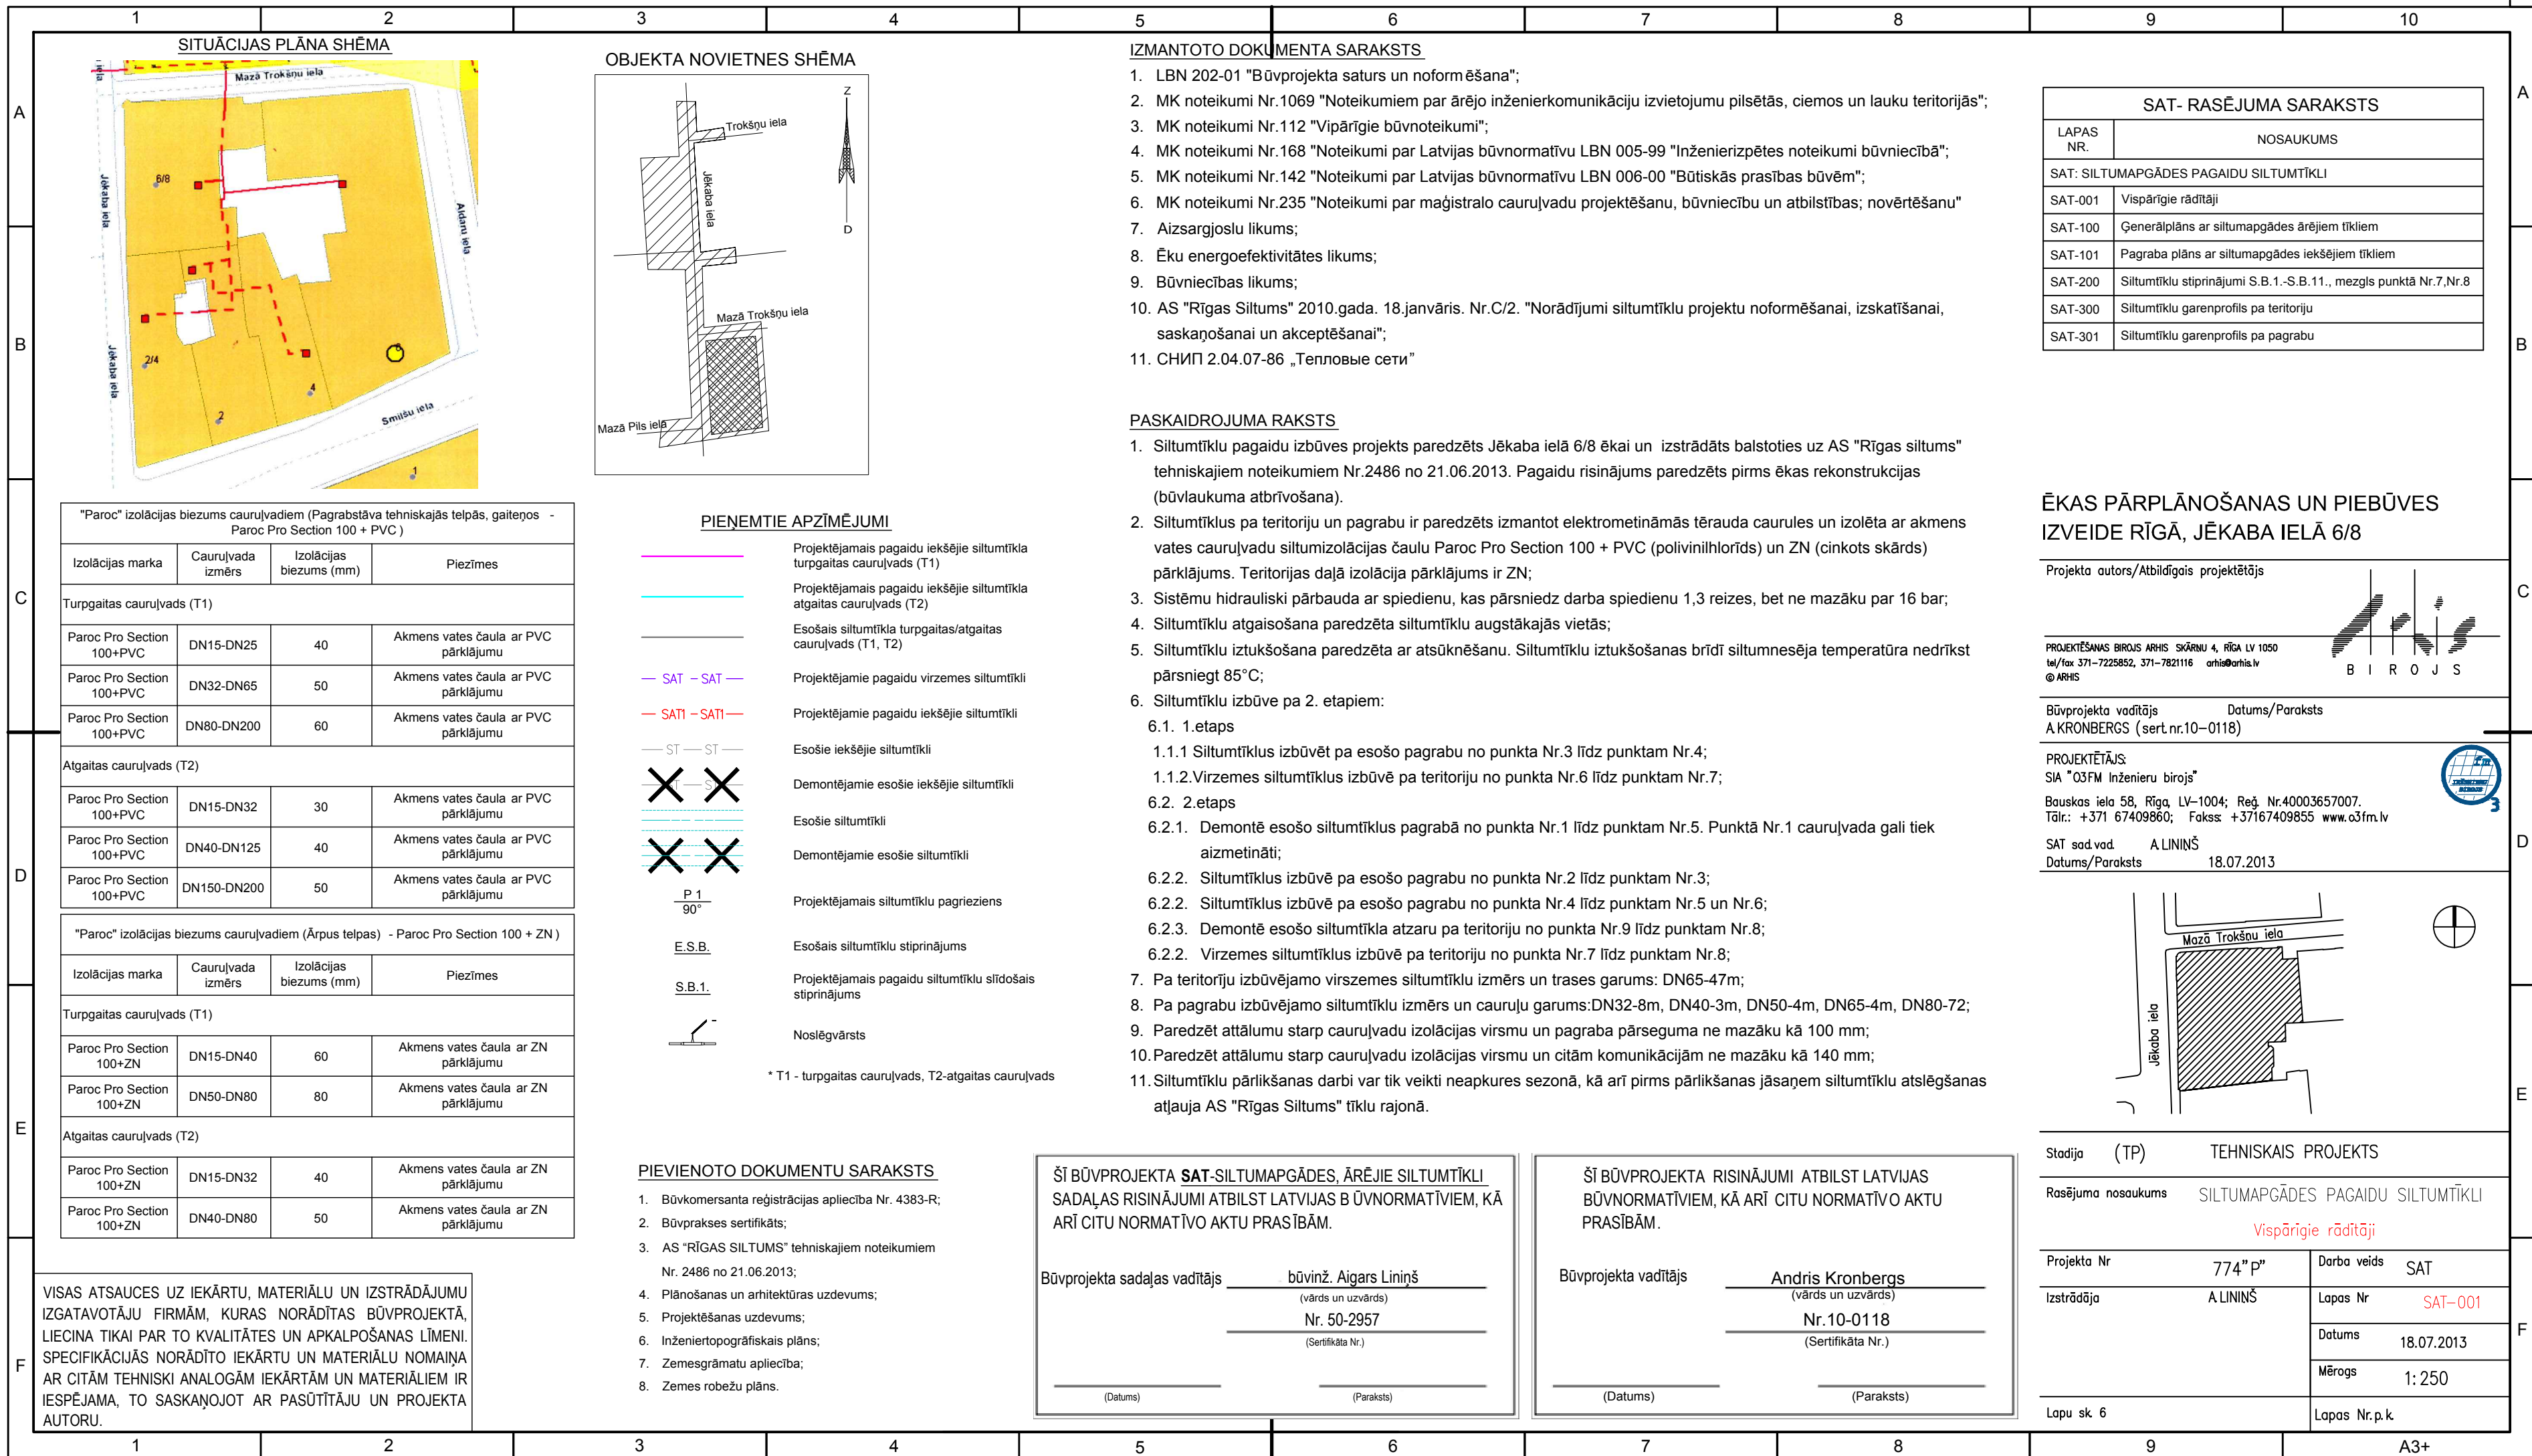 1 2 3 4 5 6 7 8 9 10
A
B
C
D
E
F
SITUĀCIJAS PLĀNA SHĒMA
Mazā Trokšņu iela
iela
iela
Jēkaba iela
Jēkaba iela
Aldaru iela
Smilšu iela
6/8
2/4
2
4
8
1
OBJEKTA NOVIETNES SHĒMA
Z
Trokšņu iela
Jēkaba iela
D
Mazā Trokšņu iela
Mazā Pils iela
"Paroc" izolācijas biezums cauruļvadiem (Pagrabstāva tehniskajās telpās, gaiteņos -
Paroc Pro Section 100 + PVC )
Izolācijas marka Cauruļvada izmērs Izolācijas biezums (mm) Piezīmes
Turpgaitas cauruļvads (T1)
Paroc Pro Section 100+PVC DN15-DN25 40 Akmens vates čaula ar PVC pārklājumu
Paroc Pro Section 100+PVC DN32-DN65 50 Akmens vates čaula ar PVC pārklājumu
Paroc Pro Section 100+PVC DN80-DN200 60 Akmens vates čaula ar PVC pārklājumu
Atgaitas cauruļvads (T2)
Paroc Pro Section 100+PVC DN15-DN32 30 Akmens vates čaula ar PVC pārklājumu
Paroc Pro Section 100+PVC DN40-DN125 40 Akmens vates čaula ar PVC pārklājumu
Paroc Pro Section 100+PVC DN150-DN200 50 Akmens vates čaula ar PVC pārklājumu
"Paroc" izolācijas biezums cauruļvadiem (Ārpus telpas) - Paroc Pro Section 100 + ZN )
Izolācijas marka Cauruļvada izmērs Izolācijas biezums (mm) Piezīmes
Turpgaitas cauruļvads (T1)
Paroc Pro Section 100+ZN DN15-DN40 60 Akmens vates čaula ar ZN pārklājumu
Paroc Pro Section 100+ZN DN50-DN80 80 Akmens vates čaula ar ZN pārklājumu
Atgaitas cauruļvads (T2)
Paroc Pro Section 100+ZN DN15-DN32 40 Akmens vates čaula ar ZN pārklājumu
Paroc Pro Section 100+ZN DN40-DN80 50 Akmens vates čaula ar ZN pārklājumu
VISAS ATSAUCES UZ IEKĀRTU, MATERIĀLU UN IZSTRĀDĀJUMU
IZGATAVOTĀJU FIRMĀM, KURAS NORĀDĪTAS BŪVPROJEKTĀ,
LIECINA TIKAI PAR TO KVALITĀTES UN APKALPOŠANAS LĪMENI.
SPECIFIKĀCIJĀS NORĀDĪTO IEKĀRTU UN MATERIĀLU NOMAIŅA
AR CITĀM TEHNISKI ANALOGĀM IEKĀRTĀM UN MATERIĀLIEM IR
IESPĒJAMA, TO SASKAŅOJOT AR PASŪTĪTĀJU UN PROJEKTA
AUTORU.
PIEŅEMTIE APZĪMĒJUMI
Projektējamais pagaidu iekšējie siltumtīkla
turpgaitas cauruļvads (T1)
Projektējamais pagaidu iekšējie siltumtīkla
atgaitas cauruļvads (T2)
Esošais siltumtīkla turpgaitas/atgaitas
cauruļvads (T1, T2)
SAT – SAT Projektējamie pagaidu virzemes siltumtīkli
SAT1 – SAT1 Projektējamie pagaidu iekšējie siltumtīkli
ST ST Esošie iekšējie siltumtīkli
Demontējamie esošie iekšējie siltumtīkli
Esošie siltumtīkli
Demontējamie esošie siltumtīkli
P 1
90° Projektējamais siltumtīklu pagrieziens
E.S.B. Esošais siltumtīklu stiprinājums
S.B.1. Projektējamais pagaidu siltumtīklu slīdošais
stiprinājums
Noslēgvārsts
* T1 - turpgaitas cauruļvads, T2-atgaitas cauruļvads
PIEVIENOTO DOKUMENTU SARAKSTS
1. Būvkomersanta reģistrācijas apliecība Nr. 4383-R;
2. Būvprakses sertifikāts;
3. AS “RĪGAS SILTUMS” tehniskajiem noteikumiem
Nr. 2486 no 21.06.2013;
4. Plānošanas un arhitektūras uzdevums;
5. Projektēšanas uzdevums;
6. Inženiertopogrāfiskais plāns;
7. Zemesgrāmatu apliecība;
8. Zemes robežu plāns.
IZMANTOTO DOKUMENTA SARAKSTS
1. LBN 202-01 "Būvprojekta saturs un noformēšana";
2. MK noteikumi Nr.1069 "Noteikumiem par ārējo inženierkomunikāciju izvietojumu pilsētās, ciemos un lauku teritorijās";
3. MK noteikumi Nr.112 "Vipārīgie būvnoteikumi";
4. MK noteikumi Nr.168 "Noteikumi par Latvijas būvnormatīvu LBN 005-99 "Inženierizpētes noteikumi būvniecībā";
5. MK noteikumi Nr.142 "Noteikumi par Latvijas būvnormatīvu LBN 006-00 "Būtiskās prasības būvēm";
6. MK noteikumi Nr.235 "Noteikumi par maģistralo cauruļvadu projektēšanu, būvniecību un atbilstības; novērtēšanu"
7. Aizsargjoslu likums;
8. Ēku energoefektivitātes likums;
9. Būvniecības likums;
10. AS "Rīgas Siltums" 2010.gada. 18.janvāris. Nr.C/2. "Norādījumi siltumtīklu projektu noformēšanai, izskatīšanai,
saskaņošanai un akceptēšanai";
11. СНИП 2.04.07-86 „Тепловые сети”
PASKAIDROJUMA RAKSTS
1. Siltumtīklu pagaidu izbūves projekts paredzēts Jēkaba ielā 6/8 ēkai un izstrādāts balstoties uz AS "Rīgas siltums"
tehniskajiem noteikumiem Nr.2486 no 21.06.2013. Pagaidu risinājums paredzēts pirms ēkas rekonstrukcijas
(būvlaukuma atbrīvošana).
2. Siltumtīklus pa teritoriju un pagrabu ir paredzēts izmantot elektrometināmās tērauda caurules un izolēta ar akmens
vates cauruļvadu siltumizolācijas čaulu Paroc Pro Section 100 + PVC (polivinilhlorīds) un ZN (cinkots skārds)
pārklājums. Teritorijas daļā izolācija pārklājums ir ZN;
3. Sistēmu hidrauliski pārbauda ar spiedienu, kas pārsniedz darba spiedienu 1,3 reizes, bet ne mazāku par 16 bar;
4. Siltumtīklu atgaisošana paredzēta siltumtīklu augstākajās vietās;
5. Siltumtīklu iztukšošana paredzēta ar atsūknēšanu. Siltumtīklu iztukšošanas brīdī siltumnesēja temperatūra nedrīkst
pārsniegt 85°C;
6. Siltumtīklu izbūve pa 2. etapiem:
6.1. 1.etaps
1.1.1 Siltumtīklus izbūvēt pa esošo pagrabu no punkta Nr.3 līdz punktam Nr.4;
1.1.2.Virzemes siltumtīklus izbūvē pa teritoriju no punkta Nr.6 līdz punktam Nr.7;
6.2. 2.etaps
6.2.1. Demontē esošo siltumtīklus pagrabā no punkta Nr.1 līdz punktam Nr.5. Punktā Nr.1 cauruļvada gali tiek
aizmetināti;
6.2.2. Siltumtīklus izbūvē pa esošo pagrabu no punkta Nr.2 līdz punktam Nr.3;
6.2.2. Siltumtīklus izbūvē pa esošo pagrabu no punkta Nr.4 līdz punktam Nr.5 un Nr.6;
6.2.3. Demontē esošo siltumtīkla atzaru pa teritoriju no punkta Nr.9 līdz punktam Nr.8;
6.2.2. Virzemes siltumtīklus izbūvē pa teritoriju no punkta Nr.7 līdz punktam Nr.8;
7. Pa teritorīju izbūvējamo virszemes siltumtīklu izmērs un trases garums: DN65-47m;
8. Pa pagrabu izbūvējamo siltumtīklu izmērs un cauruļu garums:DN32-8m, DN40-3m, DN50-4m, DN65-4m, DN80-72;
9. Paredzēt attālumu starp cauruļvadu izolācijas virsmu un pagraba pārseguma ne mazāku kā 100 mm;
10. Paredzēt attālumu starp cauruļvadu izolācijas virsmu un citām komunikācijām ne mazāku kā 140 mm;
11. Siltumtīklu pārlikšanas darbi var tik veikti neapkures sezonā, kā arī pirms pārlikšanas jāsaņem siltumtīklu atslēgšanas
atļauja AS "Rīgas Siltums" tīklu rajonā.
ŠĪ BŪVPROJEKTA SAT-SILTUMAPGĀDES, ĀRĒJIE SILTUMTĪKLI
SADAĻAS RISINĀJUMI ATBILST LATVIJAS BŪVNORMATĪVIEM, KĀ
ARĪ CITU NORMATĪVO AKTU PRASĪBĀM.
Būvprojekta sadaļas vadītājs būvinž. Aigars Liniņš
(vārds un uzvārds)
Nr. 50-2957
(Sertifikāta Nr.)
(Datums) (Paraksts)
ŠĪ BŪVPROJEKTA RISINĀJUMI ATBILST LATVIJAS
BŪVNORMATĪVIEM, KĀ ARĪ CITU NORMATĪVO AKTU
PRASĪBĀM.
Būvprojekta vadītājs Andris Kronbergs
(vārds un uzvārds)
Nr.10-0118
(Sertifikāta Nr.)
(Datums) (Paraksts)
SAT- RASĒJUMA SARAKSTS
LAPAS NR. NOSAUKUMS
SAT: SILTUMAPGĀDES PAGAIDU SILTUMTĪKLI
SAT-001 Vispārīgie rādītāji
SAT-100 Ģenerālplāns ar siltumapgādes ārējiem tīkliem
SAT-101 Pagraba plāns ar siltumapgādes iekšējiem tīkliem
SAT-200 Siltumtīklu stiprinājumi S.B.1.-S.B.11., mezgls punktā Nr.7,Nr.8
SAT-300 Siltumtīklu garenprofils pa teritoriju
SAT-301 Siltumtīklu garenprofils pa pagrabu
ĒKAS PĀRPLĀNOŠANAS UN PIEBŪVES
IZVEIDE RĪGĀ, JĒKABA IELĀ 6/8
Projekta autors/Atbildīgais projektētājs
Arhis
BIROJS
PROJEKTĒŠANAS BIROJS ARHIS SKĀRNU 4, RĪGA LV 1050
tel/fax 371-7225852, 371-7821116 arhis@arhis.lv
© ARHIS
Būvprojekta vadītājs Datums/Paraksts
A.KRONBERGS (sert.nr.10-0118)
PROJEKTĒTĀJS:
SIA "O3FM Inženieru birojs"
Bauskas iela 58, Rīga, LV-1004; Reģ. Nr.40003657007.
Tālr.: +371 67409860; Fakss: +37167409855 www.o3fm.lv
fm
INŽENIERU
BIROJS
3
SAT sad.vad. A.LINIŅŠ
Datums/Paraksts 18.07.2013
Mazā Trokšņu iela
Jēkaba iela
Stadija (TP) TEHNISKAIS PROJEKTS
Rasējuma nosaukums SILTUMAPGĀDES PAGAIDU SILTUMTĪKLI
Vispārīgie rādītāji
Projekta Nr 774”P” Darba veids SAT
Izstrādāja A.LINIŅŠ Lapas Nr SAT-001
Datums 18.07.2013
Mērogs 1:250
Lapu sk. 6 Lapas Nr.p.k.
A
B
C
D
E
F
1 2 3 4 5 6 7 8 9 A3+